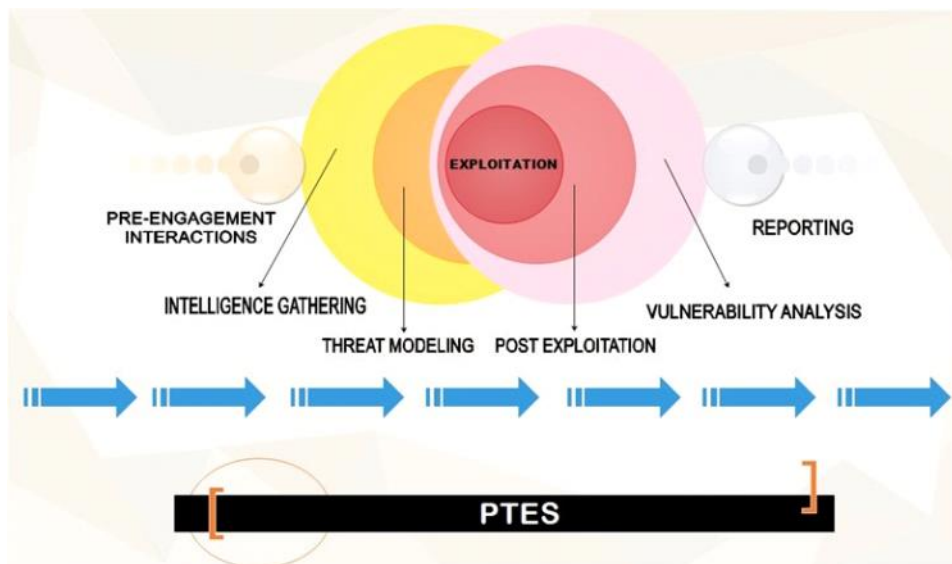 EXPLOITATION
PRE-ENGAGEMENT
INTERACTIONS
REPORTING
INTELLIGENCE GATHERING
VULNERABILITY ANALYSIS
THREAT MODELING
POST EXPLOITATION
PTES